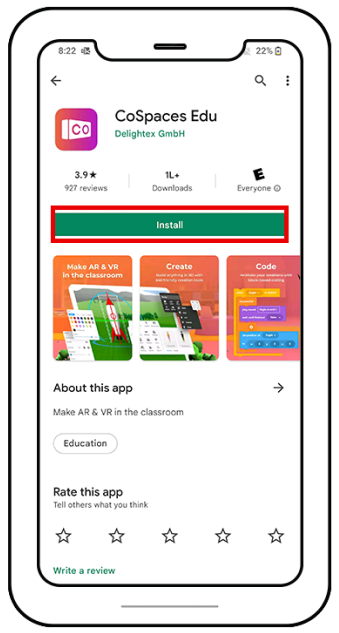 8:22
22%
CO
CoSpaces Edu
Delightex GmbH
3.9★
1L+
E
927 reviews
Downloads
Everyone
Install
Make AR & VR
in the classroom
Create
Code
About this app
Make AR & VR in the classroom
Education
Rate this app
Tell others what you think
Write a review